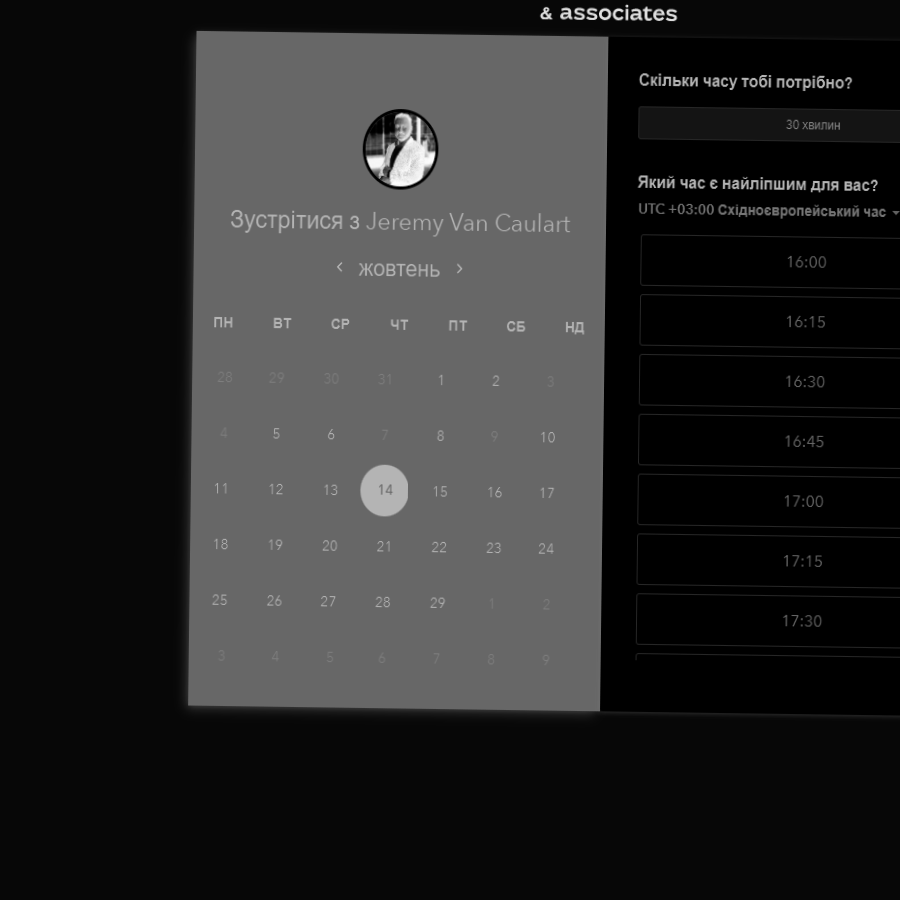 & associates
Зустрітися з Jeremy Van Caulart
жовтень
ПН ВТ СР ЧТ ПТ СБ НД
28 29 30 31 1 2 3
4 5 6 7 8 9 10
11 12 13 14 15 16 17
18 19 20 21 22 23 24
25 26 27 28 29 1 2
3 4 5 6 7 8 9
Скільки часу тобі потрібно?
30 хвилин
Який час є найліпшим для вас?
UTC +03:00 Східноєвропейський час
16:00
16:15
16:30
16:45
17:00
17:15
17:30